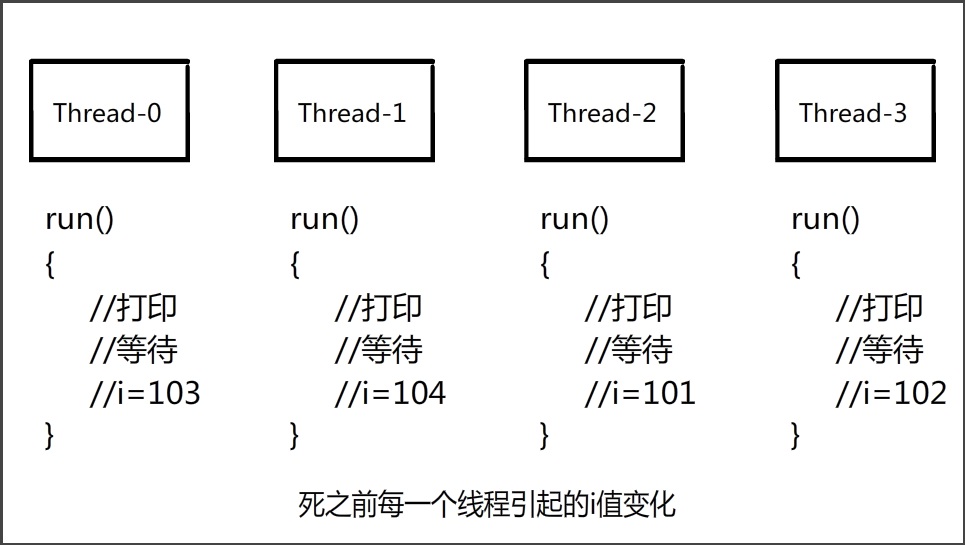 Thread-0
Thread-1
Thread-2
Thread-3
run()
{
//打印
//等待
//i=103
}
run()
{
//打印
//等待
//i=104
}
run()
{
//打印
//等待
//i=101
}
run()
{
//打印
//等待
//i=102
}
死之前每一个线程引起的i值变化